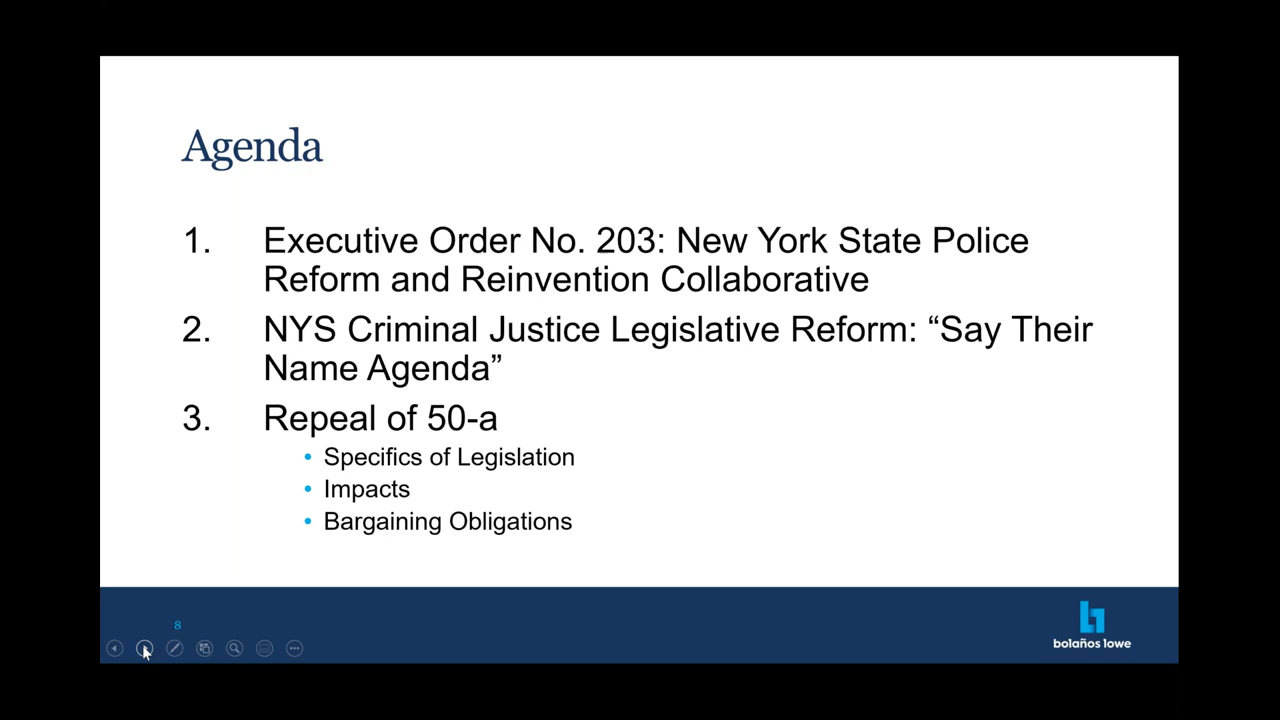 Agenda
1. Executive Order No. 203: New York State Police
Reform and Reinvention Collaborative
2. NYS Criminal Justice Legislative Reform: “Say Their
Name Agenda”
3. Repeal of 50-a
• Specifics of Legislation
• Impacts
• Bargaining Obligations
8
bolaños lowe